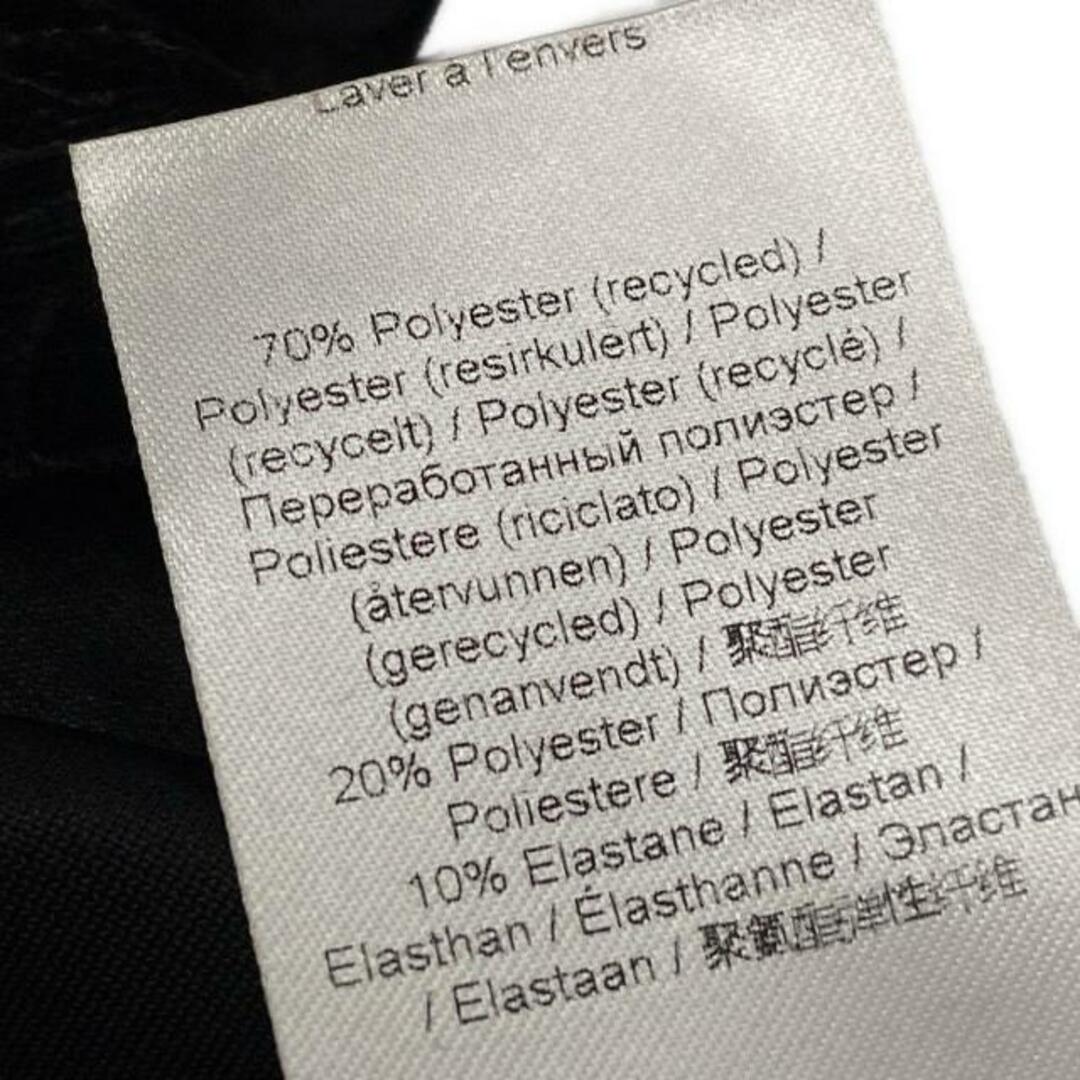 Laver a l'envers
70% Polyester (recycled) /
Polyester (resirkulert) / Polyester
(recycelt) / Polyester (recyclé) /
Переработанный полиэстер /
Poliestere (riciclato) / Polyester
(återvunnen) / Polyester
(gerecycled) / Polyester
(genanvendt) / 聚酯纤维
20% Polyester / Полиэстер /
Poliestere / 聚酯纤维
10% Elastane / Elastan /
Elasthan / Élasthanne / Эластан
/ Elastaan / 聚氨酯弹性纤维